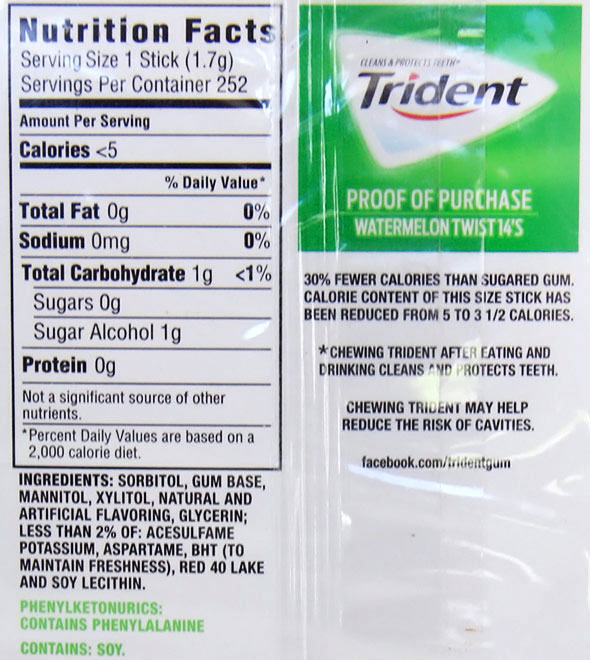 Nutrition Facts
Serving Size 1 Stick (1.7g)
Servings Per Container 252
Amount Per Serving
Calories <5
% Daily Value*
Total Fat 0g 0%
Sodium 0mg 0%
Total Carbohydrate 1g <1%
Sugars 0g
Sugar Alcohol 1g
Protein 0g
Not a significant source of other
nutrients.
*Percent Daily Values are based on a
2,000 calorie diet.
INGREDIENTS: SORBITOL, GUM BASE,
MANNITOL, XYLITOL, NATURAL AND
ARTIFICIAL FLAVORING, GLYCERIN;
LESS THAN 2% OF: ACESULFAME
POTASSIUM, ASPARTAME, BHT (TO
MAINTAIN FRESHNESS), RED 40 LAKE
AND SOY LECITHIN.
PHENYLKETONURICS:
CONTAINS PHENYLALANINE
CONTAINS: SOY.
CLEANS & PROTECTS TEETH*
Trident
PROOF OF PURCHASE
WATERMELON TWIST 14'S
30% FEWER CALORIES THAN SUGARED GUM.
CALORIE CONTENT OF THIS SIZE STICK HAS
BEEN REDUCED FROM 5 TO 3 1/2 CALORIES.
*CHEWING TRIDENT AFTER EATING AND
DRINKING CLEANS AND PROTECTS TEETH.
CHEWING TRIDENT MAY HELP
REDUCE THE RISK OF CAVITIES.
facebook.com/tridentgum